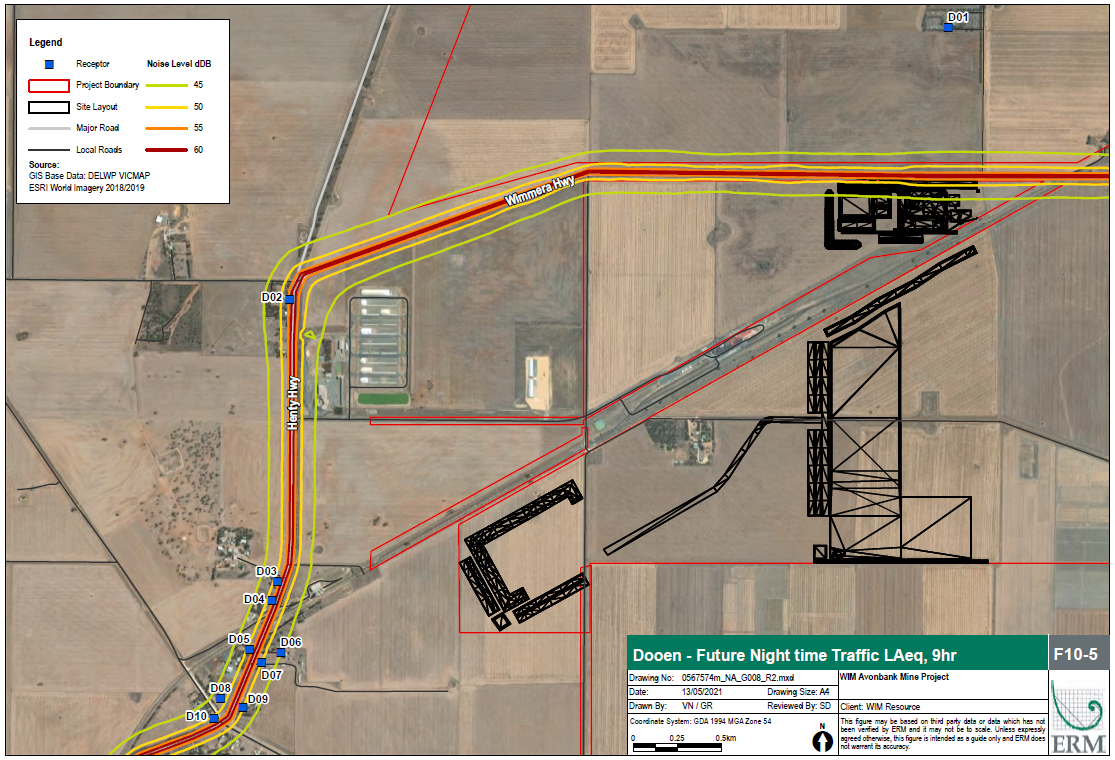 D01
Legend
Receptor
Noise Level dDB
Project Boundary
45
Site Layout
50
Major Road
55
Local Roads
60
Source:
GIS Base Data: DELWP VICMAP
ESRI World Imagery 2018/2019
Wimmera Hwy
D02
Henty Hwy
D03
D04
D05
D06
D07
D08
D09
D10
Dooen - Future Night time Traffic LAeq, 9hr
F10-5
Drawing No: 0567574m_NA_G008_R2.mxd
Date: 13/05/2021 Drawing Size: A4
Drawn By: VN / GR Reviewed By: SD
Coordinate System: GDA 1994 MGA Zone 54
0 0.25 0.5km
N
WIM Avonbank Mine Project
Client: WIM Resource
This figure may be based on third party data or data which has not
been verified by ERM and it may not be to scale. Unless expressly
agreed otherwise, this figure is intended as a guide only and ERM does
not warrant its accuracy.
ERM